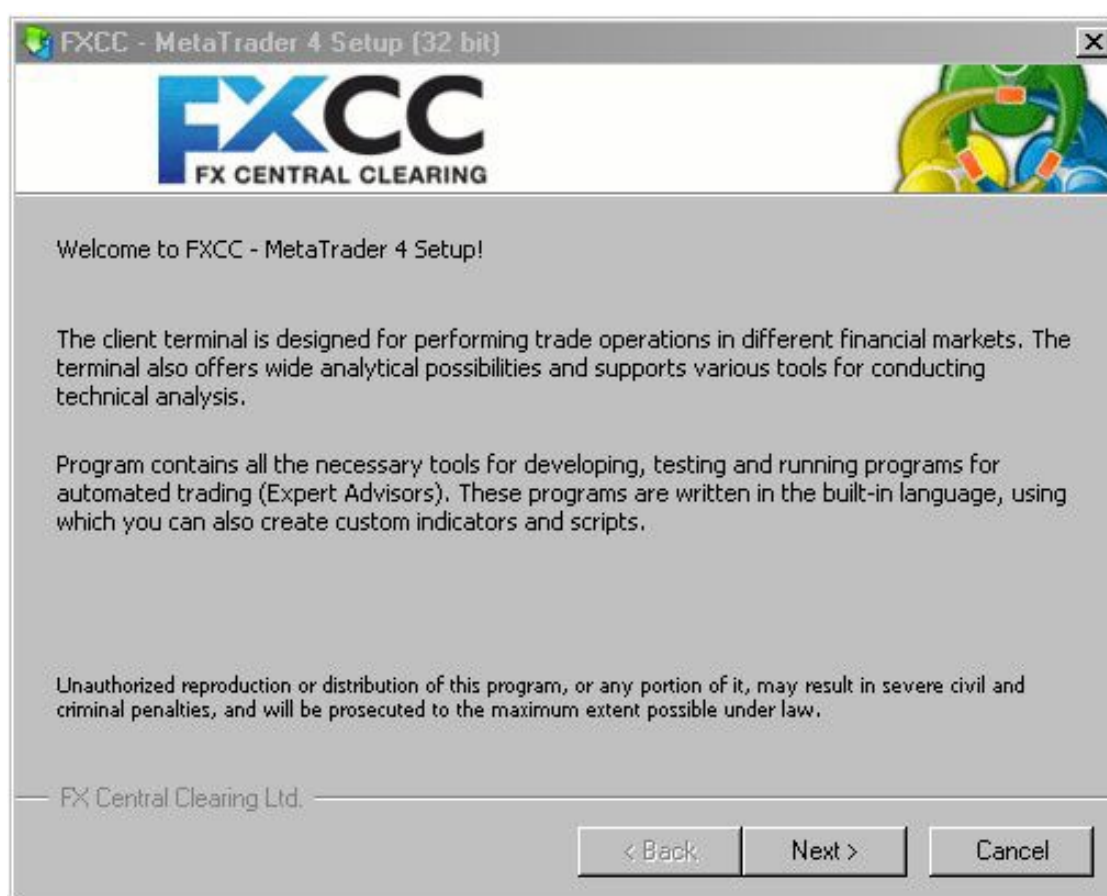 FXCC - MetaTrader 4 Setup (32 bit)
FXCC
FX CENTRAL CLEARING
Welcome to FXCC - MetaTrader 4 Setup!
The client terminal is designed for performing trade operations in different financial markets. The
terminal also offers wide analytical possibilities and supports various tools for conducting
technical analysis.
Program contains all the necessary tools for developing, testing and running programs for
automated trading (Expert Advisors). These programs are written in the built-in language, using
which you can also create custom indicators and scripts.
Unauthorized reproduction or distribution of this program, or any portion of it, may result in severe civil and
criminal penalties, and will be prosecuted to the maximum extent possible under law.
FX Central Clearing Ltd.
< Back Next > Cancel